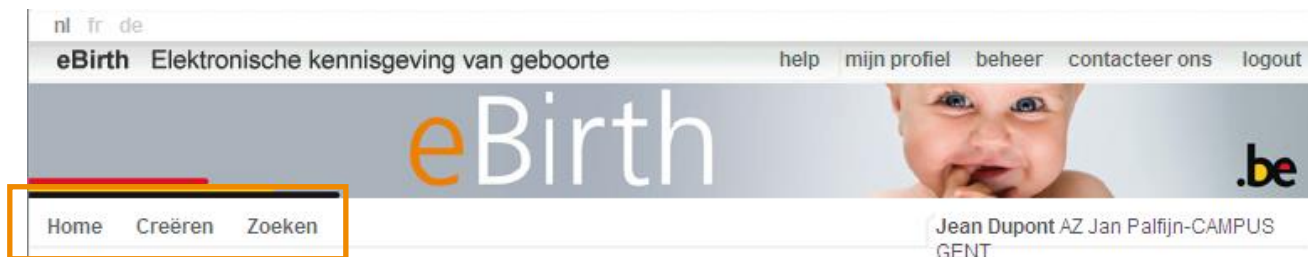 nl fr de
eBirth Elektronische kennisgeving van geboorte help mijn profiel beheer contacteer ons logout
eBirth
.be
Home Creëren Zoeken Jean Dupont AZ Jan Palfijn-CAMPUS
GENT